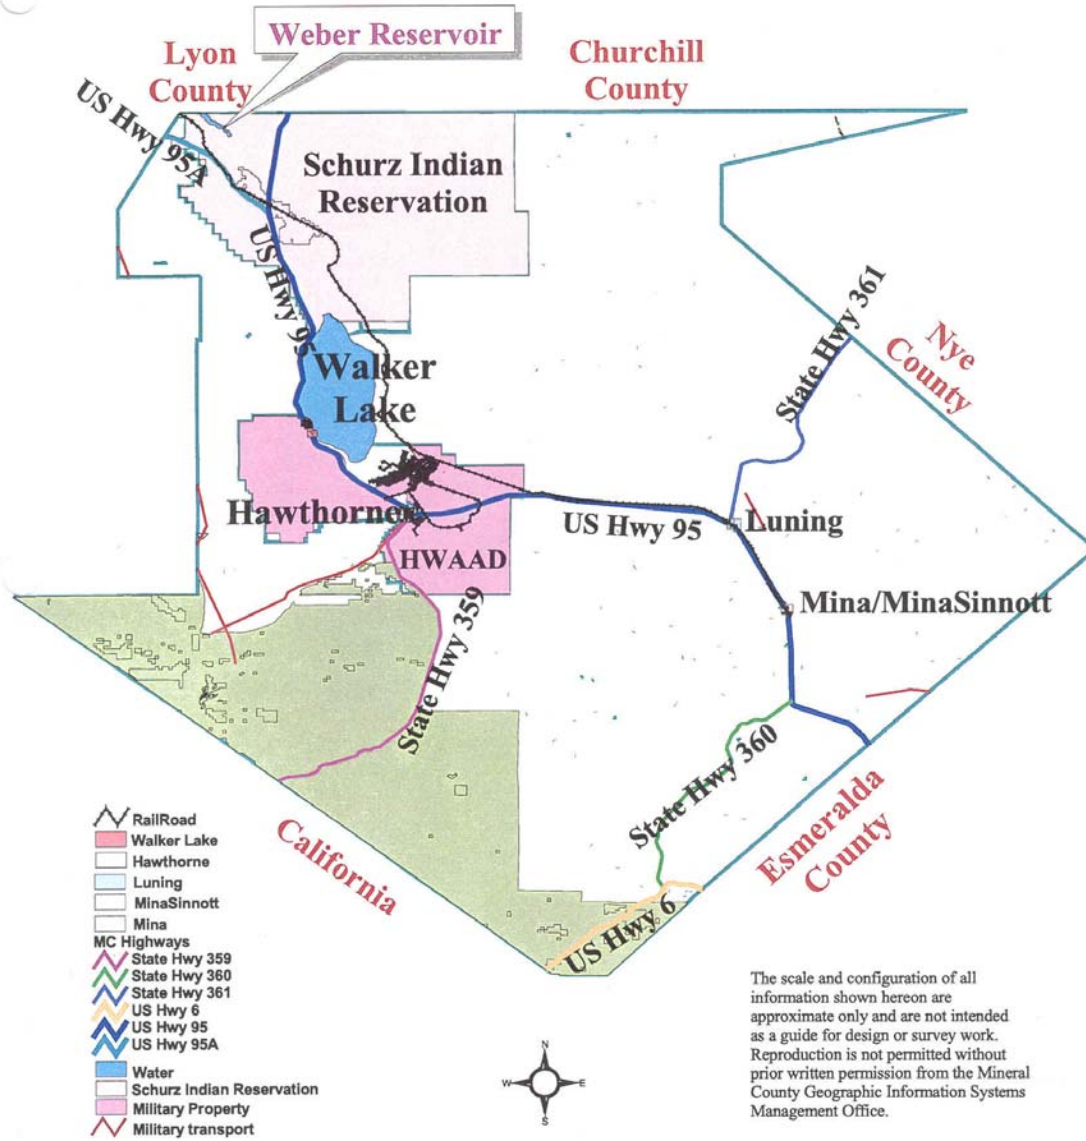 Weber Reservoir
Lyon
County
Churchill
County
US Hwy 95A
Schurz Indian
Reservation
US Hwy 95
State Hwy 361
Nye
County
Walker
Lake
Hawthorne
US Hwy 95
Luning
HWAAD
Mina/MinaSinnott
State Hwy 359
State Hwy 360
Esmeralda
County
California
US Hwy 6
RailRoad
Walker Lake
Hawthorne
Luning
MinaSinnott
Mina
MC Highways
State Hwy 359
State Hwy 360
State Hwy 361
US Hwy 6
US Hwy 95
US Hwy 95A
Water
Schurz Indian Reservation
Military Property
Military transport
N
W
E
S
The scale and configuration of all
information shown hereon are
approximate only and are not intended
as a guide for design or survey work.
Reproduction is not permitted without
prior written permission from the Mineral
County Geographic Information Systems
Management Office.